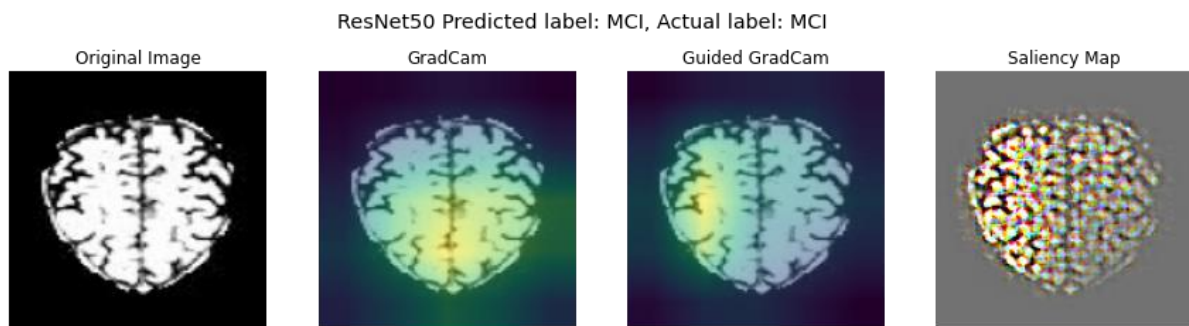 ResNet50 Predicted label: MCI, Actual label: MCI
Original Image
GradCam
Guided GradCam
Saliency Map